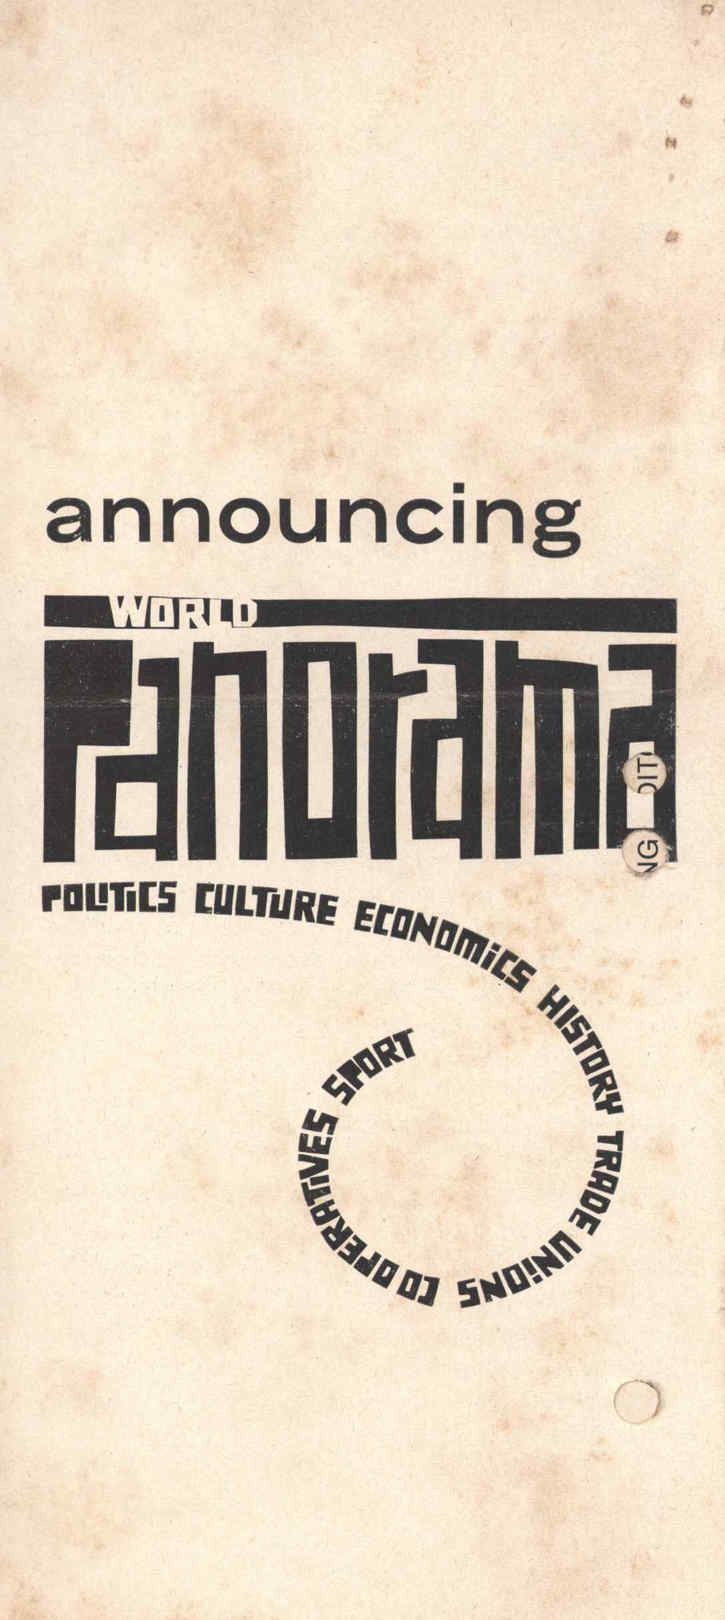 announcing
WORLD
Panorama
POLITICS CULTURE ECONOMICS HISTORY TRADE UNIONS CO OPERATIVES SPORT